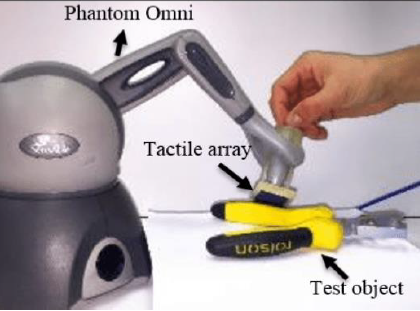 Phantom Omni
Tactile array
rolson
Test object